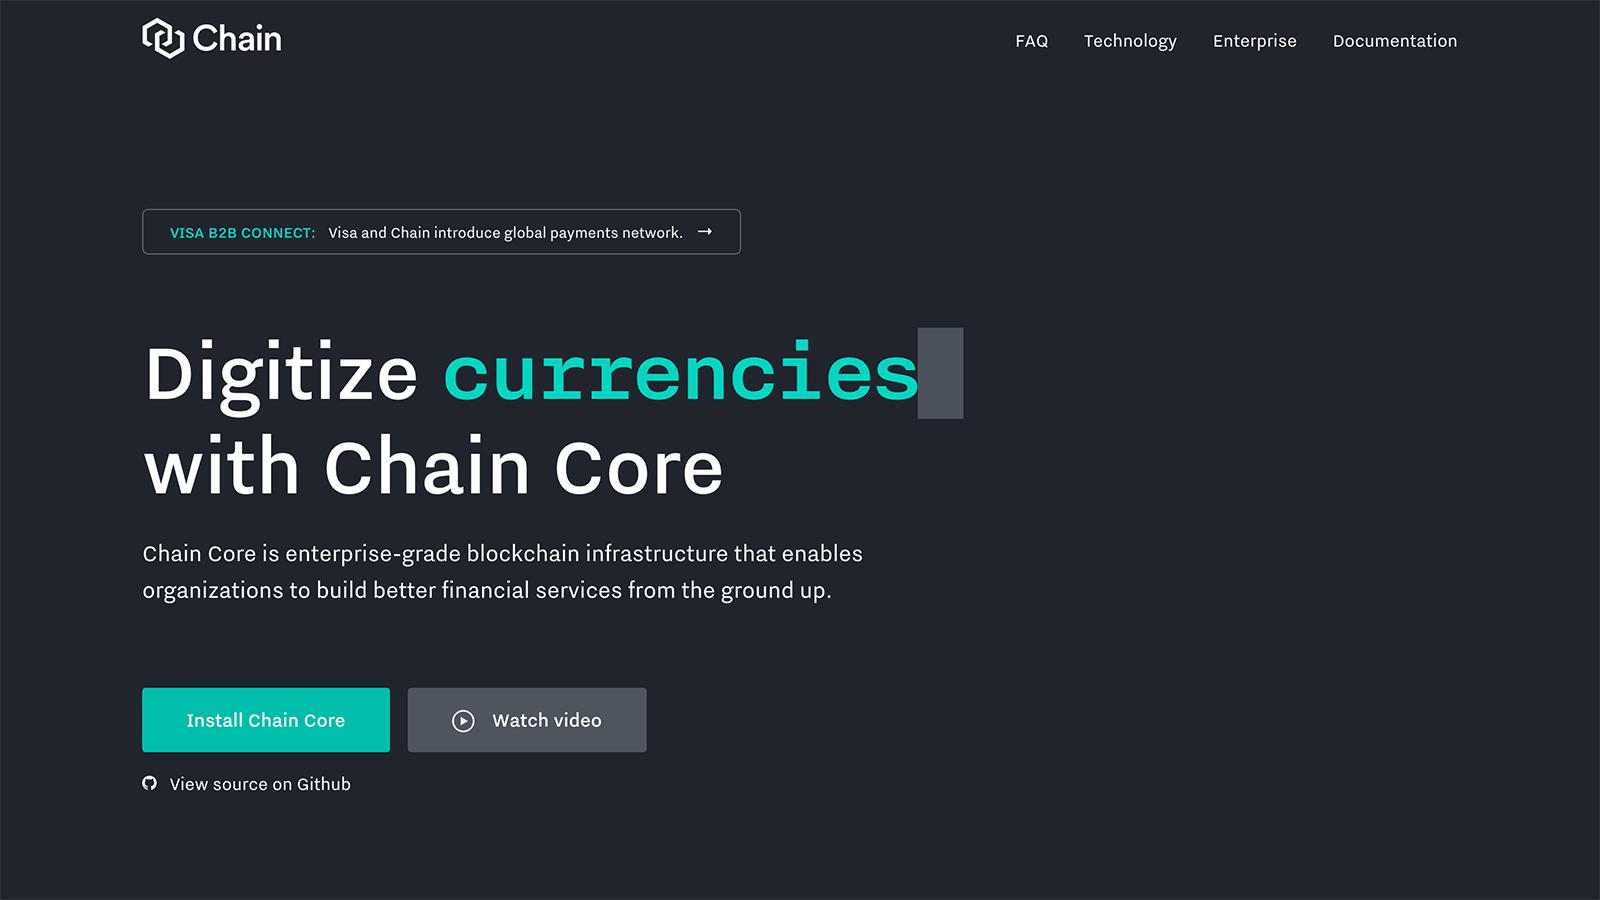 Chain
FAQ Technology Enterprise Documentation
VISA B2B CONNECT: Visa and Chain introduce global payments network. →
Digitize currencies
with Chain Core
Chain Core is enterprise-grade blockchain infrastructure that enables
organizations to build better financial services from the ground up.
Install Chain Core
Watch video
View source on Github